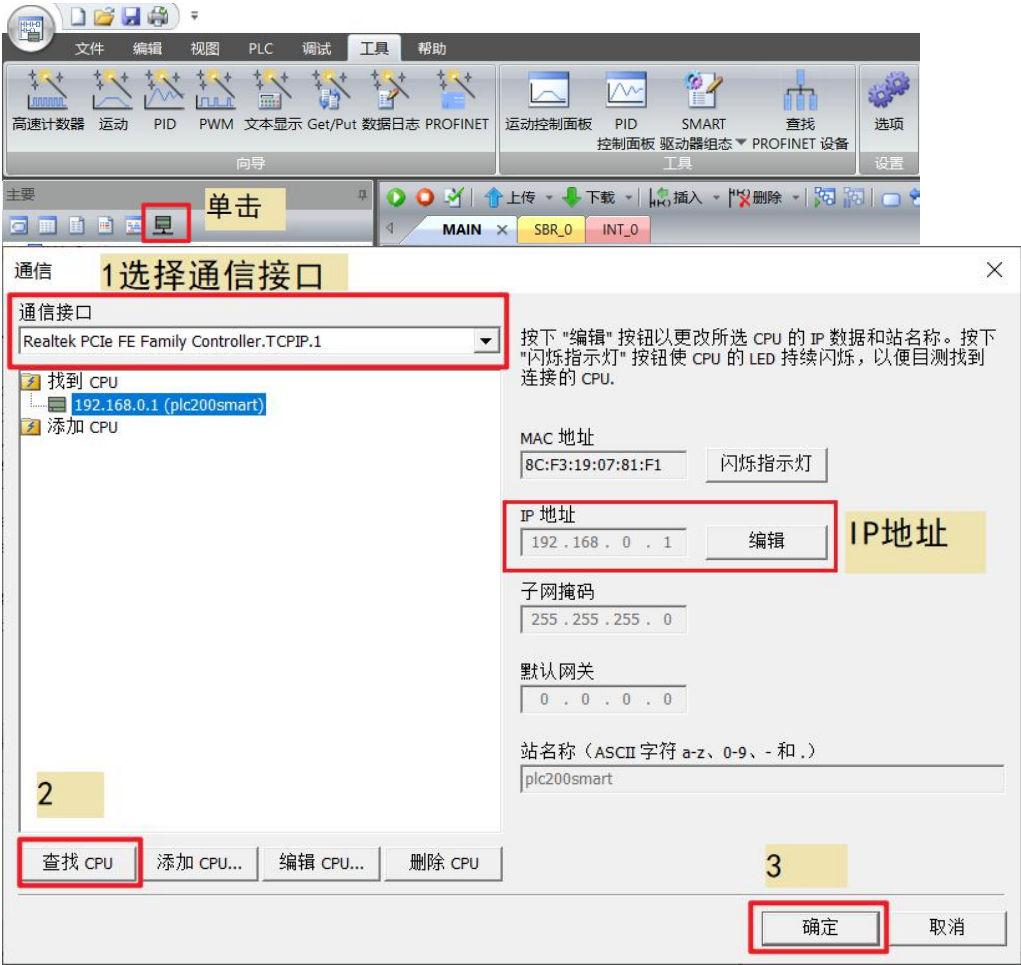 文件 编辑 视图 PLC 调试 工具 帮助
高速计数器 运动 PID PWM 文本显示 Get/Put 数据日志 PROFINET 运动控制面板 PID SMART 查找 选项
控制面板 驱动器组态 PROFINET 设备
向导 工具 设置
主要
单击
上传 下载 插入 删除
MAIN SBR_0 INT_0
通信
1选择通信接口
通信接口
Realtek PCIe FE Family Controller.TCPIP.1
找到 CPU
192.168.0.1 (plc200smart)
添加 CPU
按下 "编辑" 按钮以更改所选 CPU 的 IP 数据和站名称。按下
"闪烁指示灯" 按钮使 CPU 的 LED 持续闪烁，以便目测找到
连接的 CPU.
MAC 地址
8C:F3:19:07:81:F1 闪烁指示灯
IP 地址
192 . 168 . 0 . 1 编辑
IP地址
子网掩码
255 . 255 . 255 . 0
默认网关
0 . 0 . 0 . 0
站名称（ASCII 字符 a-z、0-9、- 和 .）
plc200smart
2
查找 CPU 添加 CPU... 编辑 CPU... 删除 CPU
3
确定 取消